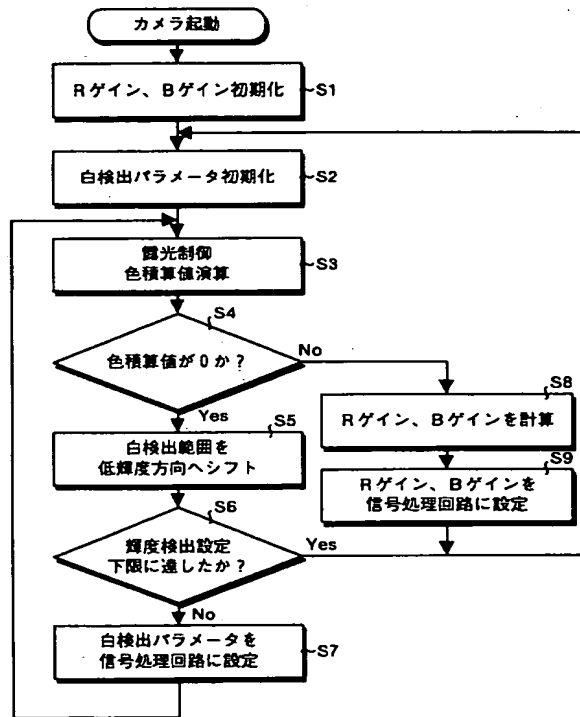 カメラ起動
Rゲイン、Bゲイン初期化
S1
白検出パラメータ初期化
S2
露光制御
色積算値演算
S3
S4
色積算値が0か?
No
Yes
S5
白検出範囲を
低輝度方向へシフト
S6
輝度検出設定
下限に達したか?
Yes
No
白検出パラメータを
信号処理回路に設定
S7
S8
Rゲイン、Bゲインを計算
S9
Rゲイン、Bゲインを
信号処理回路に設定